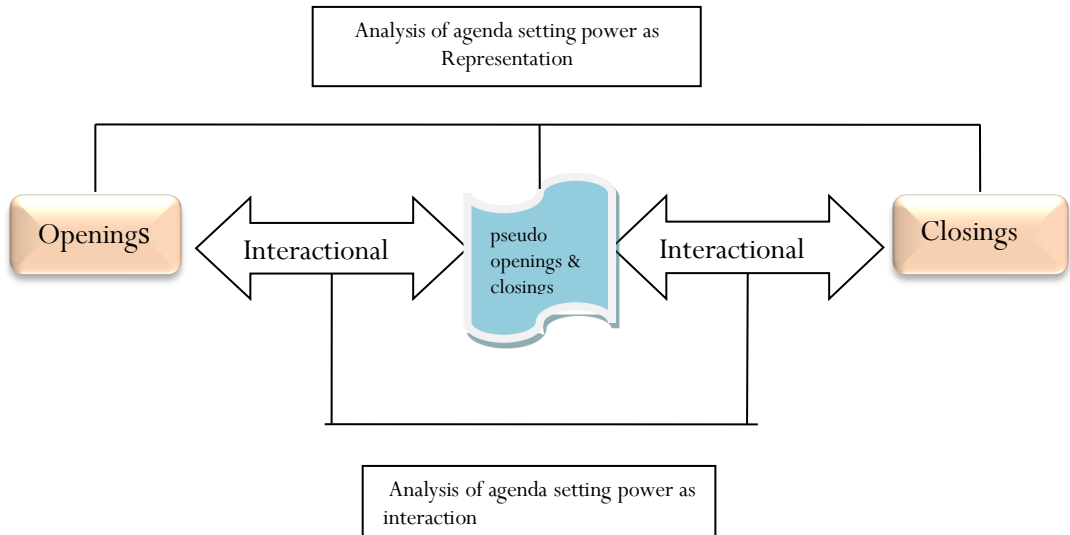 Analysis of agenda setting power as
Representation
Openings
Interactional
pseudo
openings &
closings
Interactional
Closings
Analysis of agenda setting power as
interaction